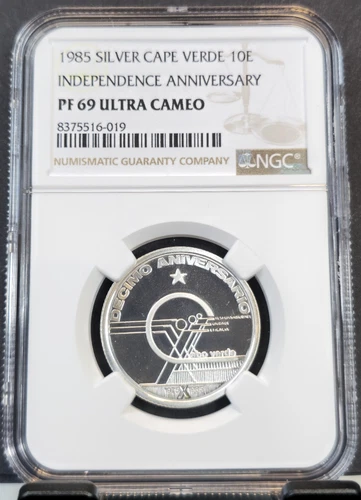 1985 SILVER CAPE VERDE 10E
INDEPENDENCE ANNIVERSARY
PF 69 ULTRA CAMEO
8375516-019
NUMISMATIC GUARANTY COMPANY
NGC®
DECIMO ANIVERSARIO
verde
X